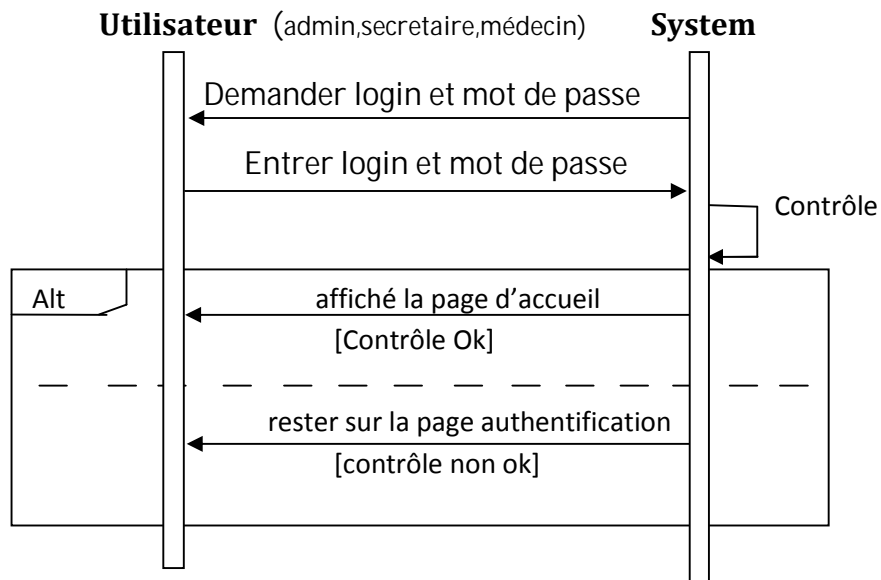 Utilisateur (admin,secretaire,médecin) System
Demander login et mot de passe
Entrer login et mot de passe
Contrôle
Alt
affiché la page d’accueil
[Contrôle Ok]
rester sur la page authentification
[contrôle non ok]